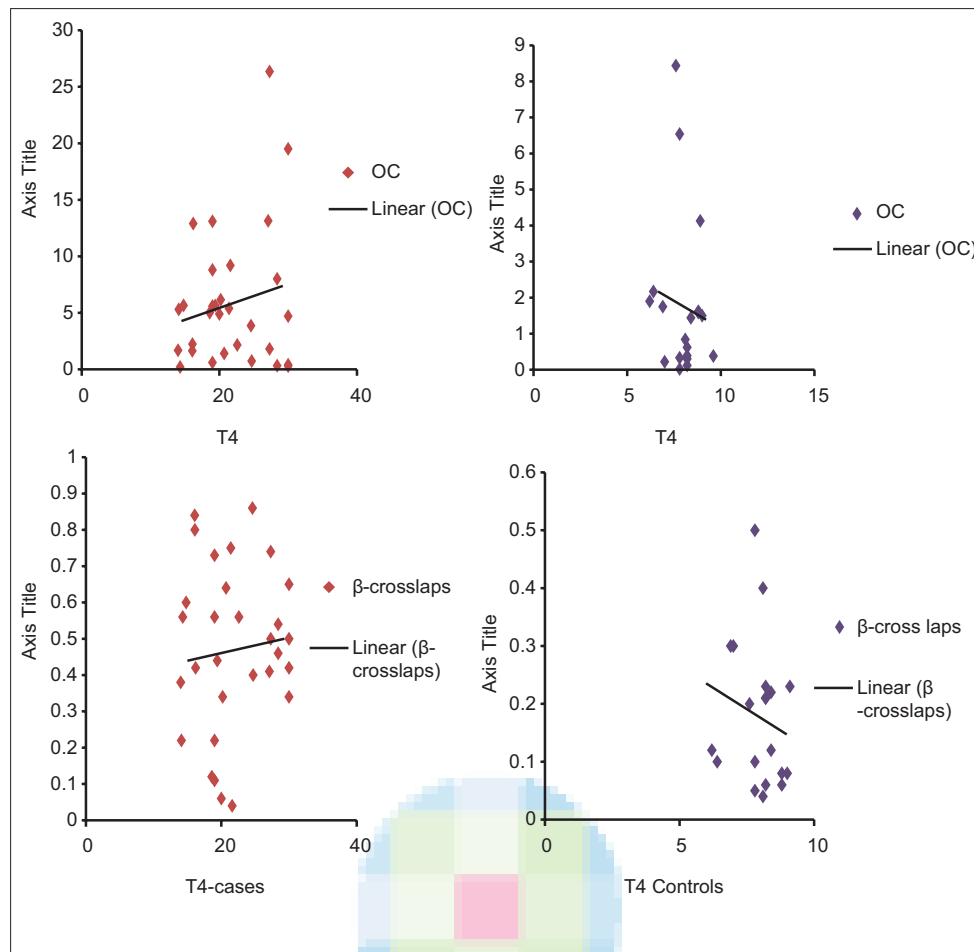 30
25
20
15
10
5
0
0
20
40
Axis Title
T4
OC
Linear (OC)
9
8
7
6
5
4
3
2
1
0
0
5
10
15
Axis Title
T4
OC
Linear (OC)
1
0.9
0.8
0.7
0.6
0.5
0.4
0.3
0.2
0.1
0
0
20
40
Axis Title
T4-cases
β-crosslaps
Linear (β-
crosslaps)
0.6
0.5
0.4
0.3
0.2
0.1
0
0
5
10
Axis Title
T4 Controls
β-cross laps
Linear (β
-crosslaps)